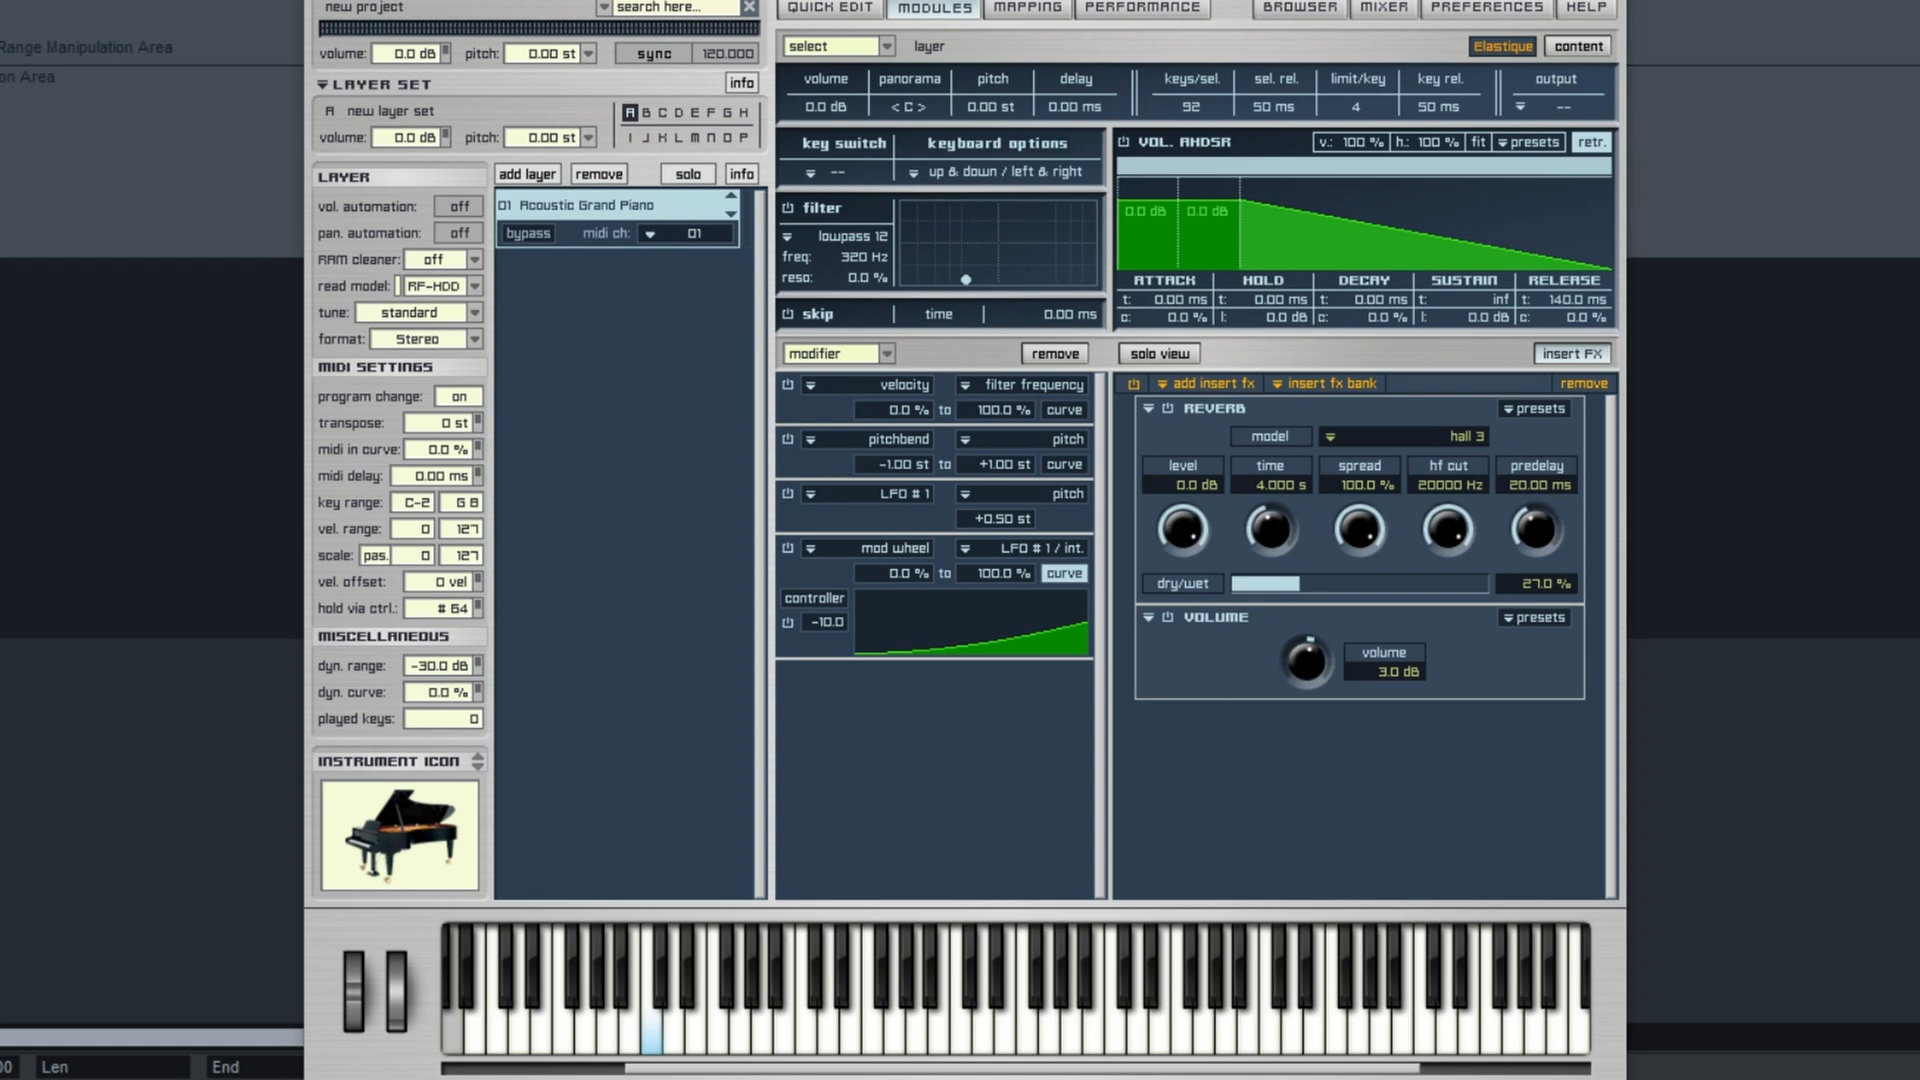 new project
search here...
QUICK EDIT
MODULES
MAPPING
PERFORMANCE
BROWSER
MIXER
PREFERENCES
HELP
Range Manipulation Area
on Area
volume: 0.0 dB pitch: 0.00 st sync 120.000
LAYER SET info
A new layer set
A B C D E F G H
I J K L M N O P
volume: 0.0 dB pitch: 0.00 st
LAYER
add layer remove solo info
01 Acoustic Grand Piano
bypass midi ch: 01
vol. automation: off
pan. automation: off
RAM cleaner: off
read model: RF-HDD
tune: standard
format: Stereo
MIDI SETTINGS
program change: on
transpose: 0 st
midi in curve: 0.0 %
midi delay: 0.00 ms
key range: C-2 G 8
vel. range: 0 127
scale: pas. 0 127
vel. offset: 0 vel
hold via ctrl.: # 64
MISCELLANEOUS
dyn. range: -30.0 dB
dyn. curve: 0.0 %
played keys: 0
INSTRUMENT ICON
select layer Elastique content
volume panorama pitch delay keys/sel. sel. rel. limit/key key rel. output
0.0 dB < C > 0.00 st 0.00 ms 92 50 ms 4 50 ms --
key switch keyboard options
-- up & down / left & right
filter
lowpass 12
freq: 320 Hz
reso: 0.0 %
skip time 0.00 ms
VOL. AHDSR v.: 100 % h.: 100 % fit presets retr.
0.0 dB 0.0 dB
ATTACK HOLD DECAY SUSTAIN RELEASE
t: 0.00 ms t: 0.00 ms t: 0.00 ms t: inf t: 140.0 ms
c: 0.0 % l: 0.0 dB c: 0.0 % l: 0.0 dB c: 0.0 %
modifier remove
velocity filter frequency
0.0 % to 100.0 % curve
pitchbend pitch
-1.00 st to +1.00 st curve
LFO # 1 pitch
+0.50 st
mod wheel LFO # 1 / int.
0.0 % to 100.0 % curve
controller
-10.0
solo view insert FX
add insert fx insert fx bank remove
REVERB presets
model hall 3
level time spread hf cut predelay
0.0 dB 4.000 s 100.0 % 20000 Hz 20.00 ms
dry/wet 27.0 %
VOLUME presets
volume
3.0 dB
00 Len End